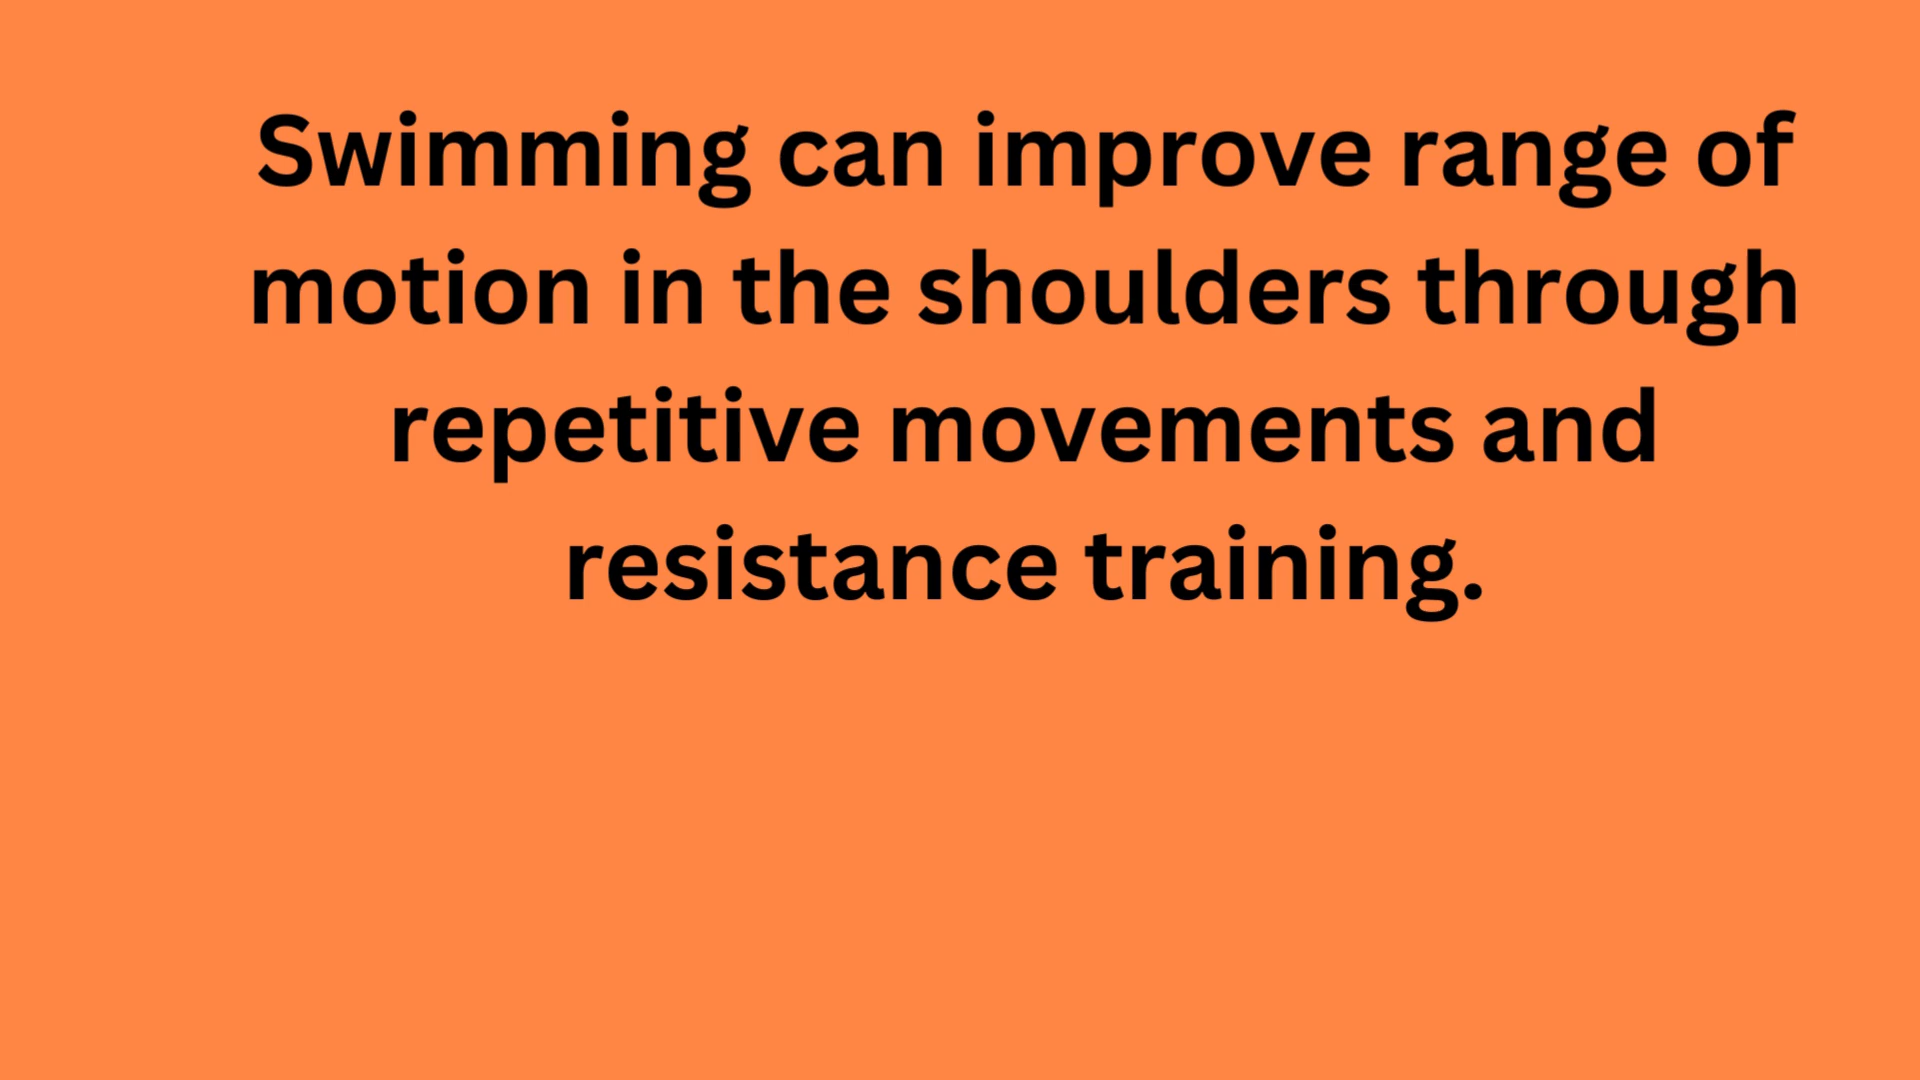 Swimming can improve range of
motion in the shoulders through
repetitive movements and
resistance training.